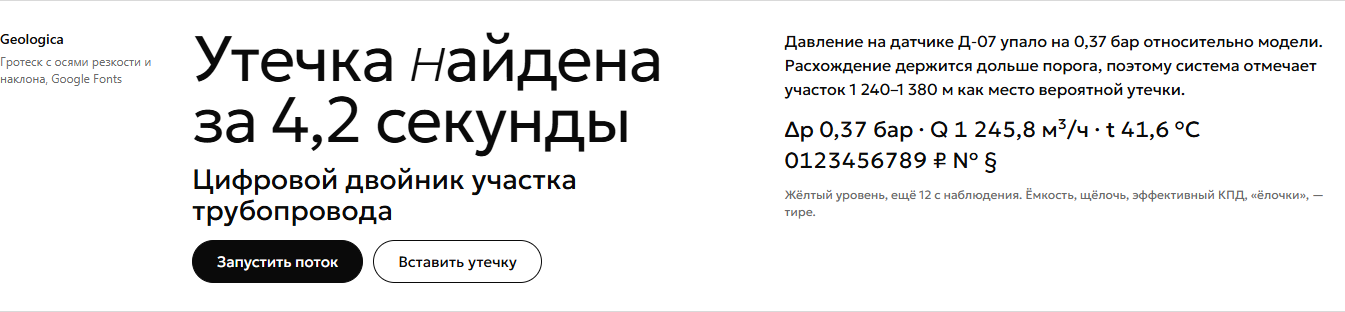 Geologica
Гротеск с осями резкости и
наклона, Google Fonts
Утечка найдена
за 4,2 секунды
Цифровой двойник участка
трубопровода
Запустить поток
Вставить утечку
Давление на датчике Д-07 упало на 0,37 бар относительно модели.
Расхождение держится дольше порога, поэтому система отмечает
участок 1 240–1 380 м как место вероятной утечки.
Δp 0,37 бар · Q 1 245,8 м³/ч · t 41,6 °C
0123456789 ₽ № §
Жёлтый уровень, ещё 12 с наблюдения. Ёмкость, щёлочь, эффективный КПД, «ёлочки», —
тире.